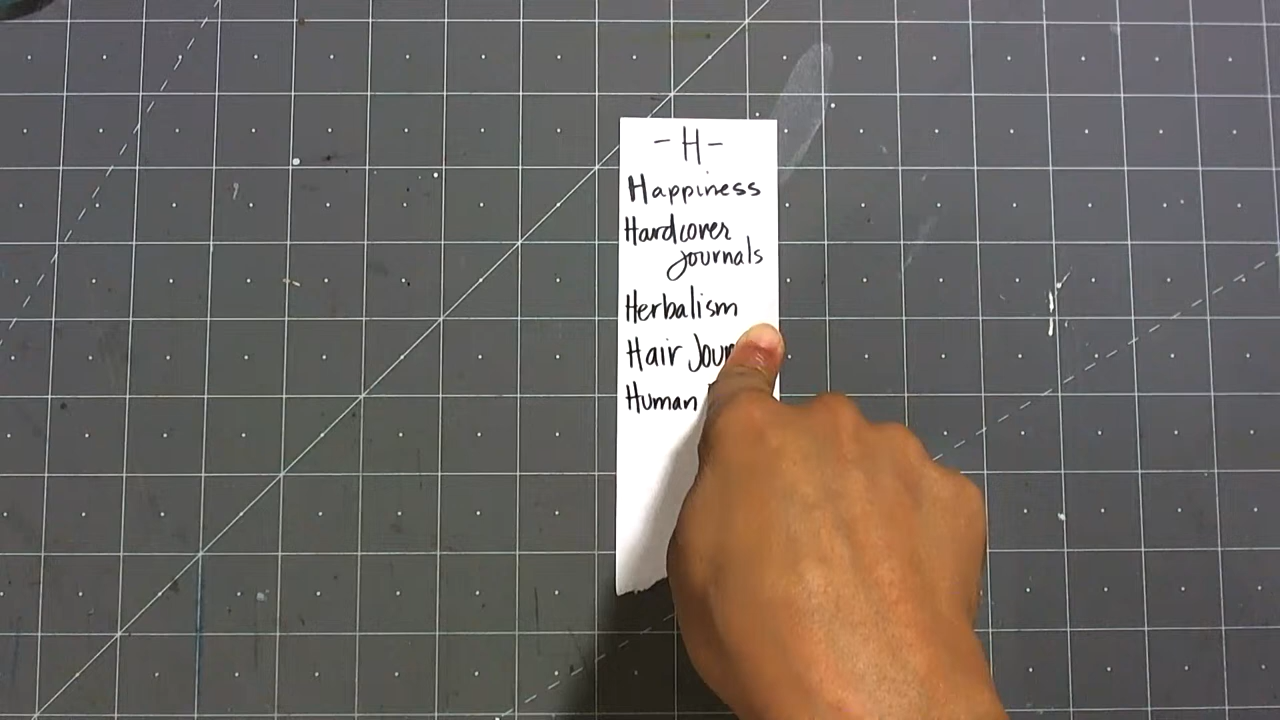 - H -
Happiness
Hardcover
journals
Herbalism
Hair
Human